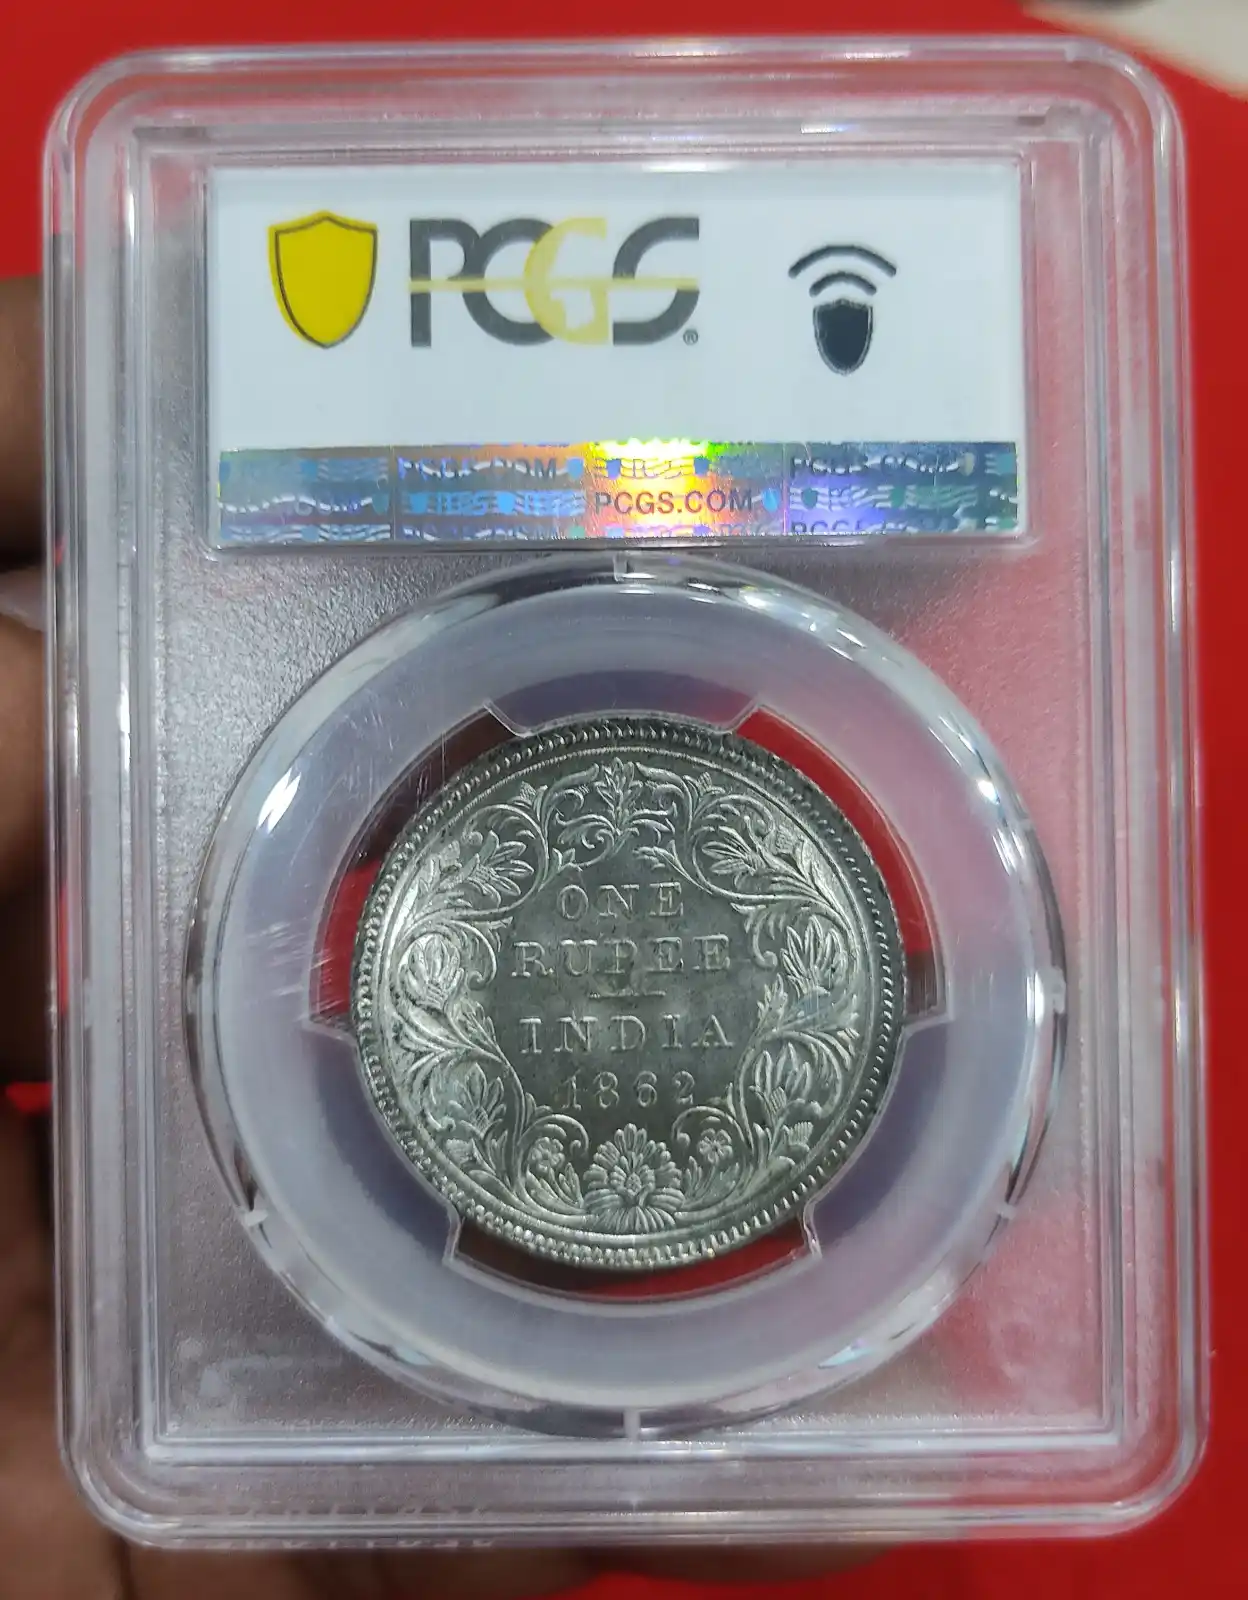 PCGS®
PCGS.COM
ONE
RUPEE
INDIA
1862